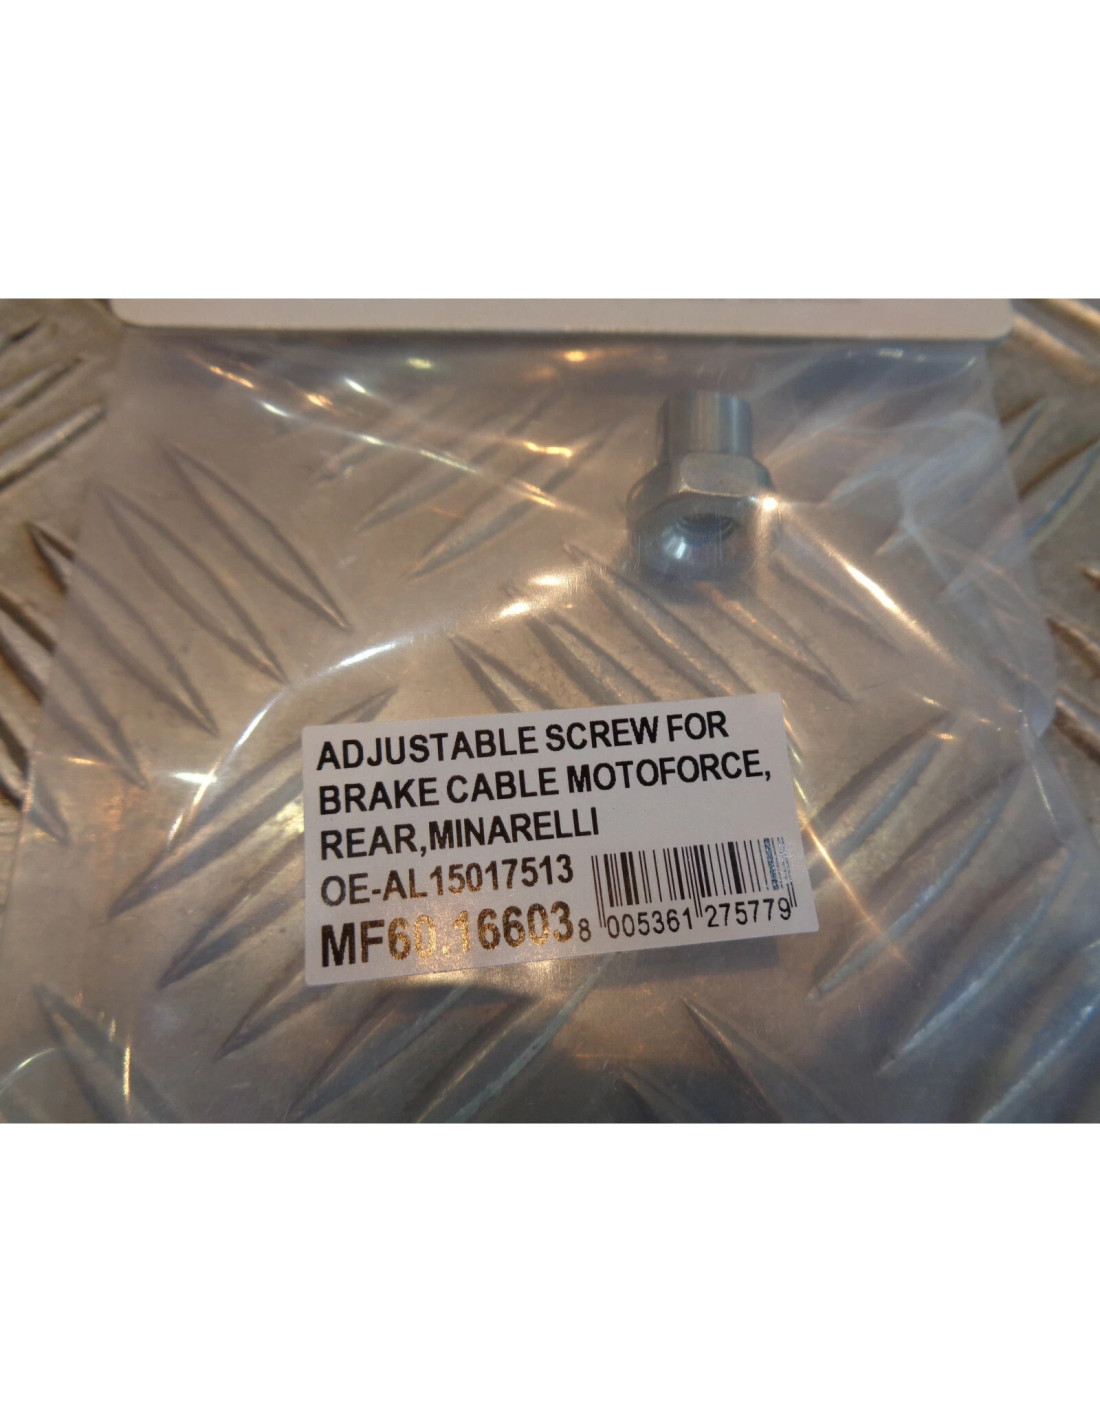 ADJUSTABLE SCREW FOR
BRAKE CABLE MOTOFORCE,
REAR,MINARELLI
OE-AL15017513
MF60.16603
8 005361 275779